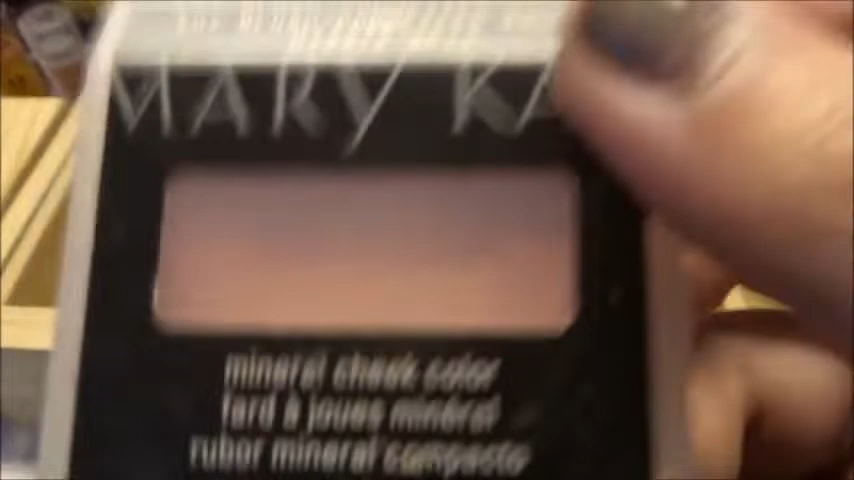 MARY KA
mineral cheek color
fard à joues minéral
rubor mineral compacto